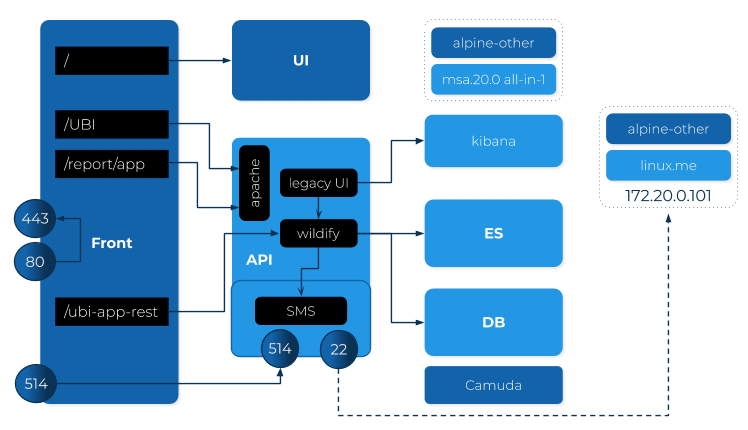 /
/UBI
/report/app
443
80
Front
/ubi-app-rest
514
UI
apache
legacy UI
wildify
API
SMS
514
22
alpine-other
msa.20.0 all-in-1
kibana
ES
DB
Camuda
alpine-other
linux.me
172.20.0.101